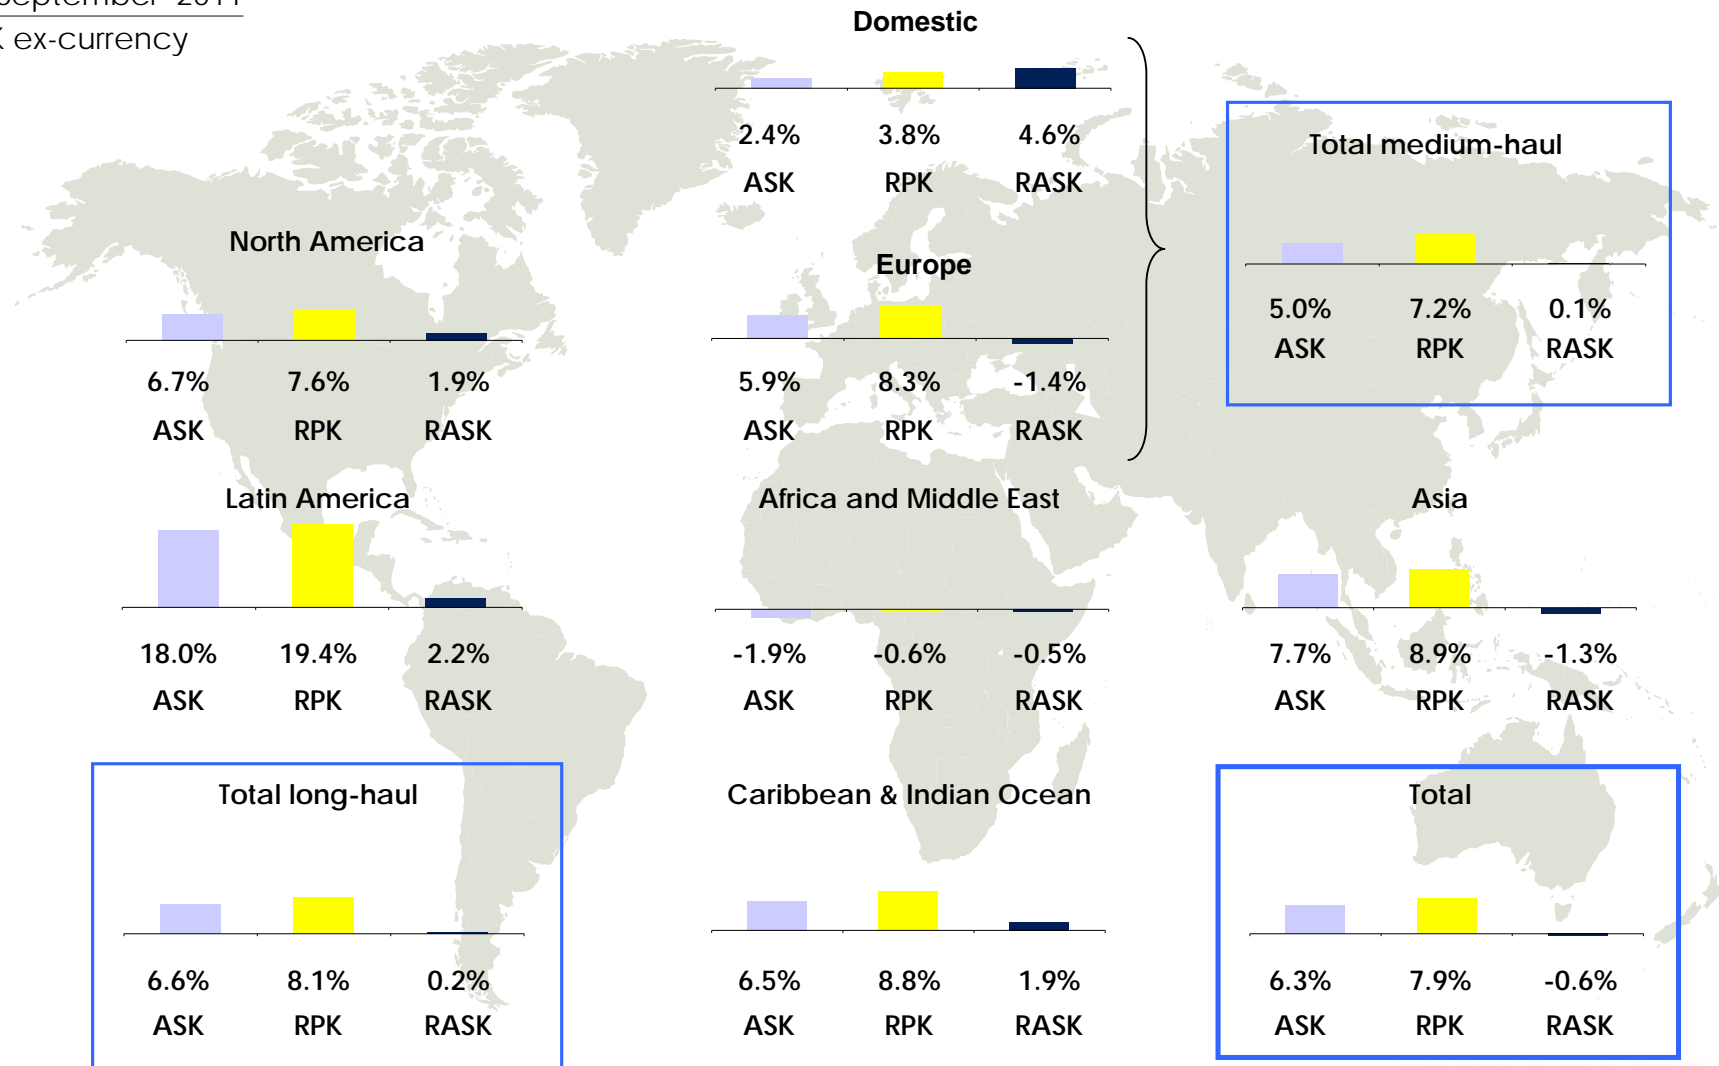 September 2011
ex-currency
Domestic
2.4% 3.8% 4.6%
ASK RPK RASK
Total medium-haul
5.0% 7.2% 0.1%
ASK RPK RASK
North America
6.7% 7.6% 1.9%
ASK RPK RASK
Europe
5.9% 8.3% -1.4%
ASK RPK RASK
Latin America
18.0% 19.4% 2.2%
ASK RPK RASK
Africa and Middle East
-1.9% -0.6% -0.5%
ASK RPK RASK
Asia
7.7% 8.9% -1.3%
ASK RPK RASK
Total long-haul
6.6% 8.1% 0.2%
ASK RPK RASK
Caribbean & Indian Ocean
6.5% 8.8% 1.9%
ASK RPK RASK
Total
6.3% 7.9% -0.6%
ASK RPK RASK